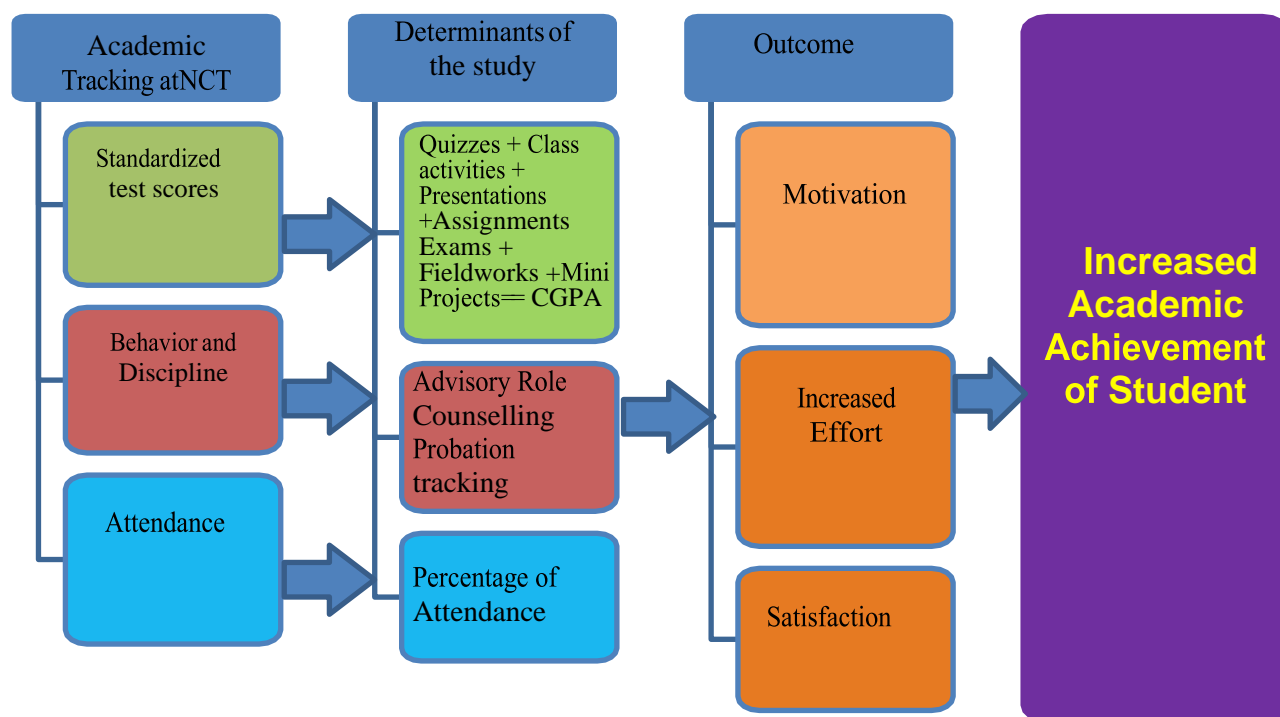 Academic
Tracking atNCT
Standardized
test scores
Behavior and
Discipline
Attendance
Determinants of
the study
Quizzes + Class
activities +
Presentations
+Assignments
Exams +
Fieldworks +Mini
Projects== CGPA
Advisory Role
Counselling
Probation
tracking
Percentage of
Attendance
Outcome
Motivation
Increased
Effort
Satisfaction
Increased
Academic
Achievement
of Student